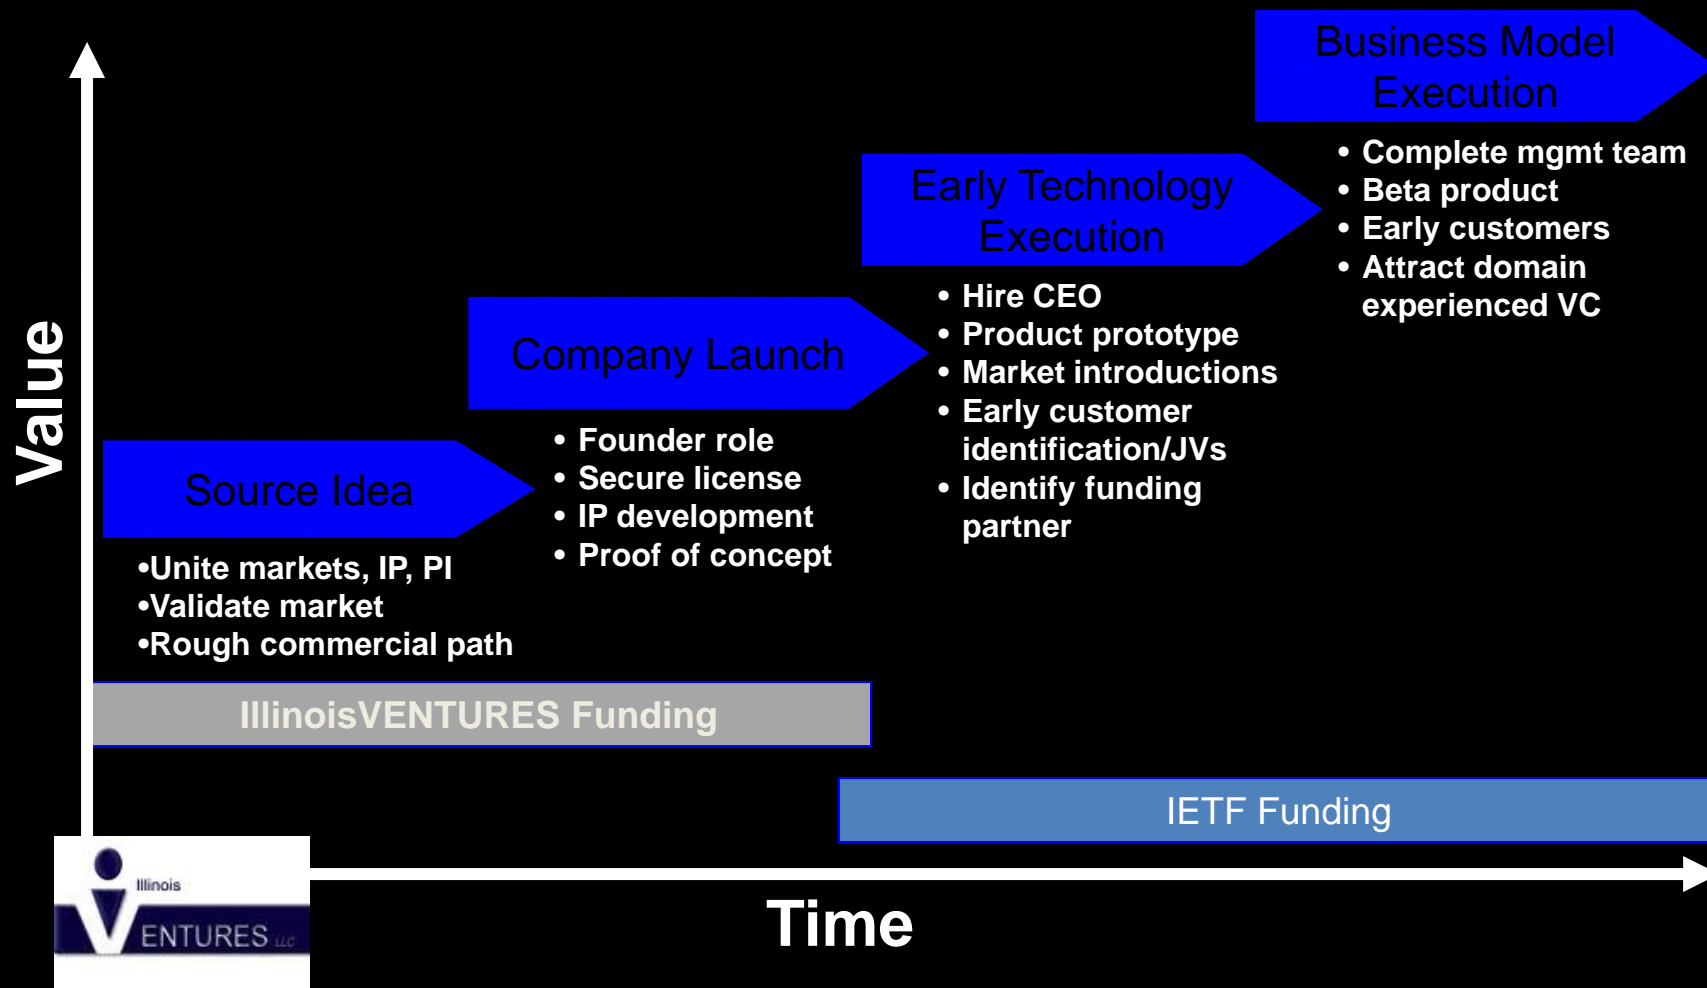 Business Model
Execution
• Complete mgmt team
• Beta product
• Early customers
• Attract domain
experienced VC
Early Technology
Execution
• Hire CEO
• Product prototype
• Market introductions
• Early customer
identification/JVs
• Identify funding
partner
Company Launch
• Founder role
• Secure license
• IP development
• Proof of concept
Source Idea
•Unite markets, IP, PI
•Validate market
•Rough commercial path
Value
IllinoisVENTURES Funding
IETF Funding
Illinois
VENTURES LLC
Time